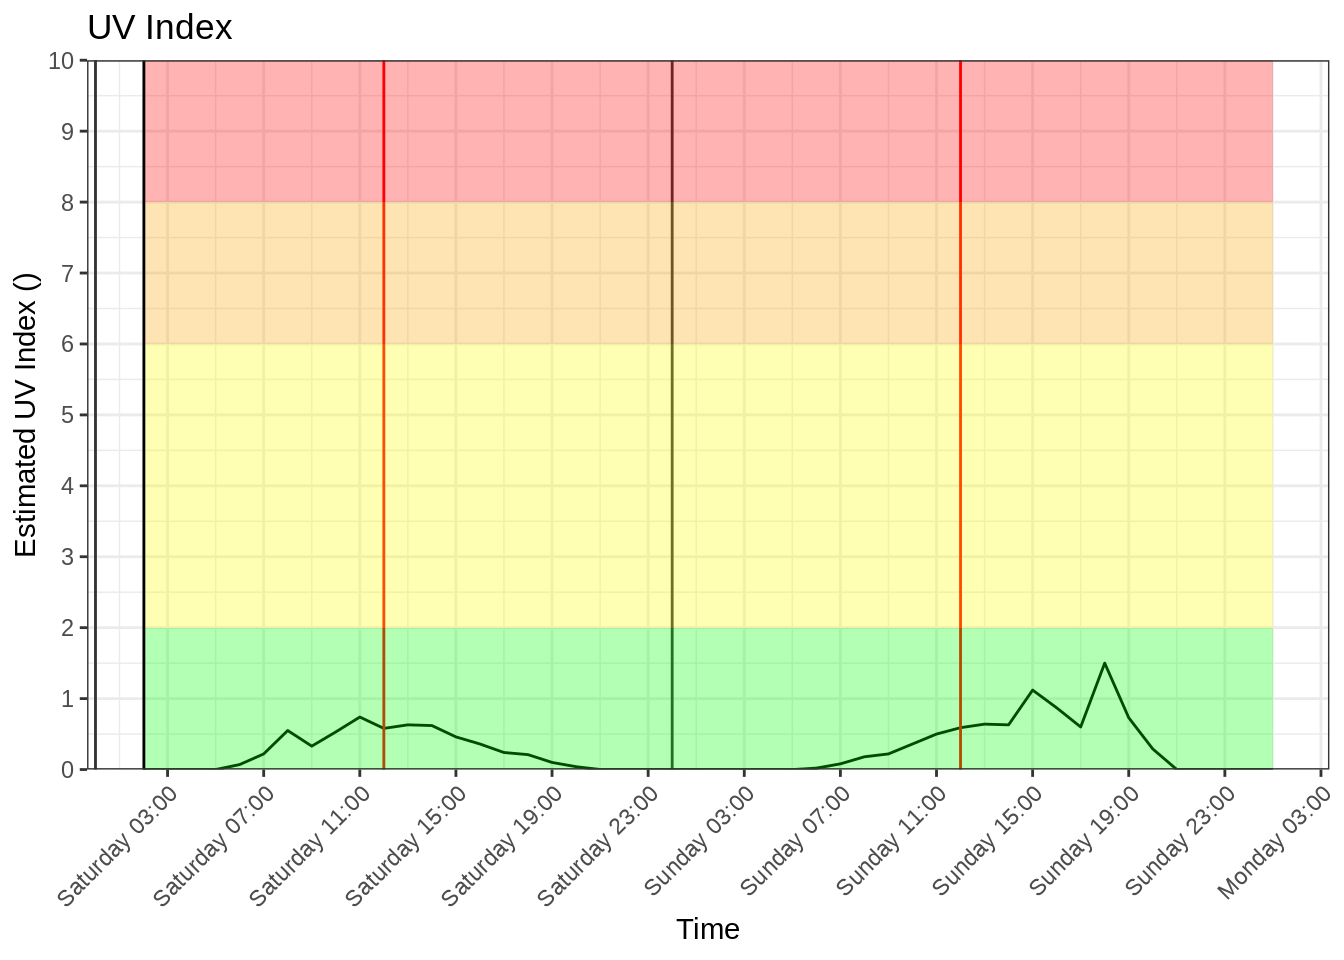 UV Index
Estimated UV Index ()
10
9
8
7
6
5
4
3
2
1
0
Saturday 03:00
Saturday 07:00
Saturday 11:00
Saturday 15:00
Saturday 19:00
Saturday 23:00
Sunday 03:00
Sunday 07:00
Sunday 11:00
Sunday 15:00
Sunday 19:00
Sunday 23:00
Monday 03:00
Time